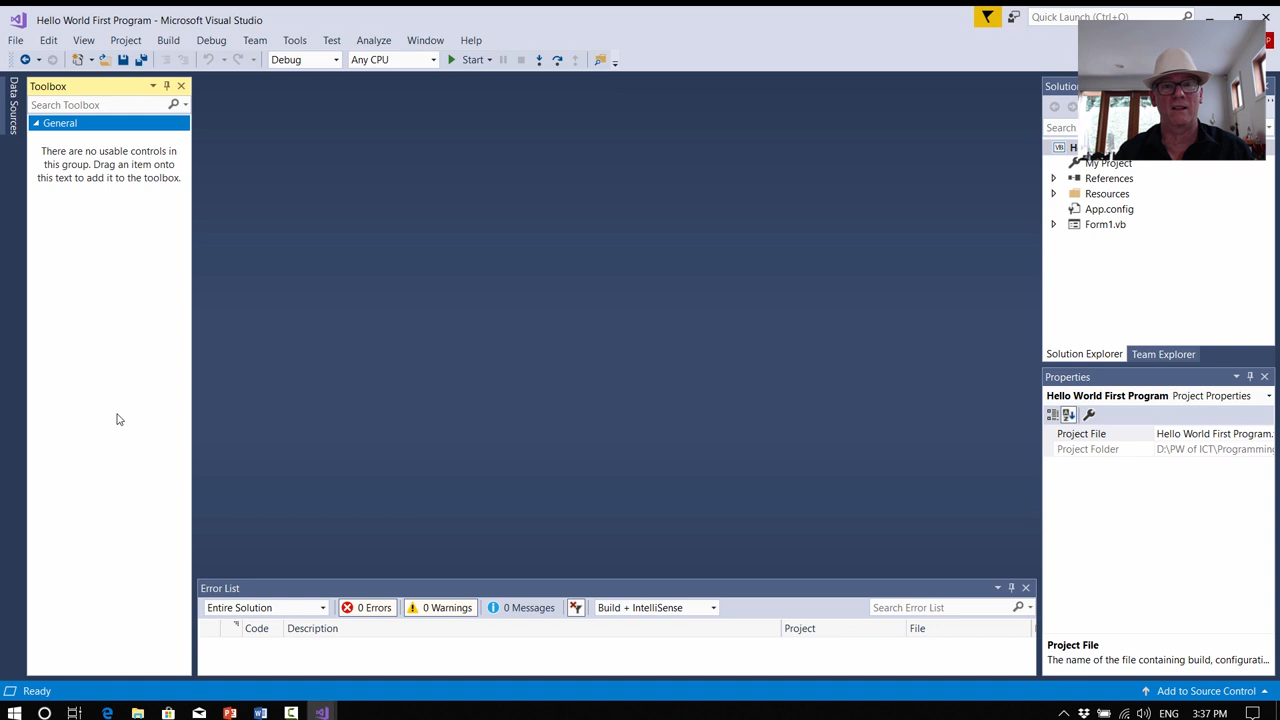 Hello World First Program - Microsoft Visual Studio
Quick Launch (Ctrl+Q)
File Edit View Project Build Debug Team Tools Test Analyze Window Help
Debug Any CPU Start
Data Sources
Toolbox
Search Toolbox
General
There are no usable controls in
this group. Drag an item onto
this text to add it to the toolbox.
Search
VB H
My Project
References
Resources
App.config
Form1.vb
Solution Explorer Team Explorer
Properties
Hello World First Program Project Properties
Project File Hello World First Program.
Project Folder D:\PW of ICT\Programming
Project File
The name of the file containing build, configurati...
Error List
Entire Solution 0 Errors 0 Warnings 0 Messages Build + IntelliSense Search Error List
Code Description Project File
Ready Add to Source Control
ENG 3:37 PM